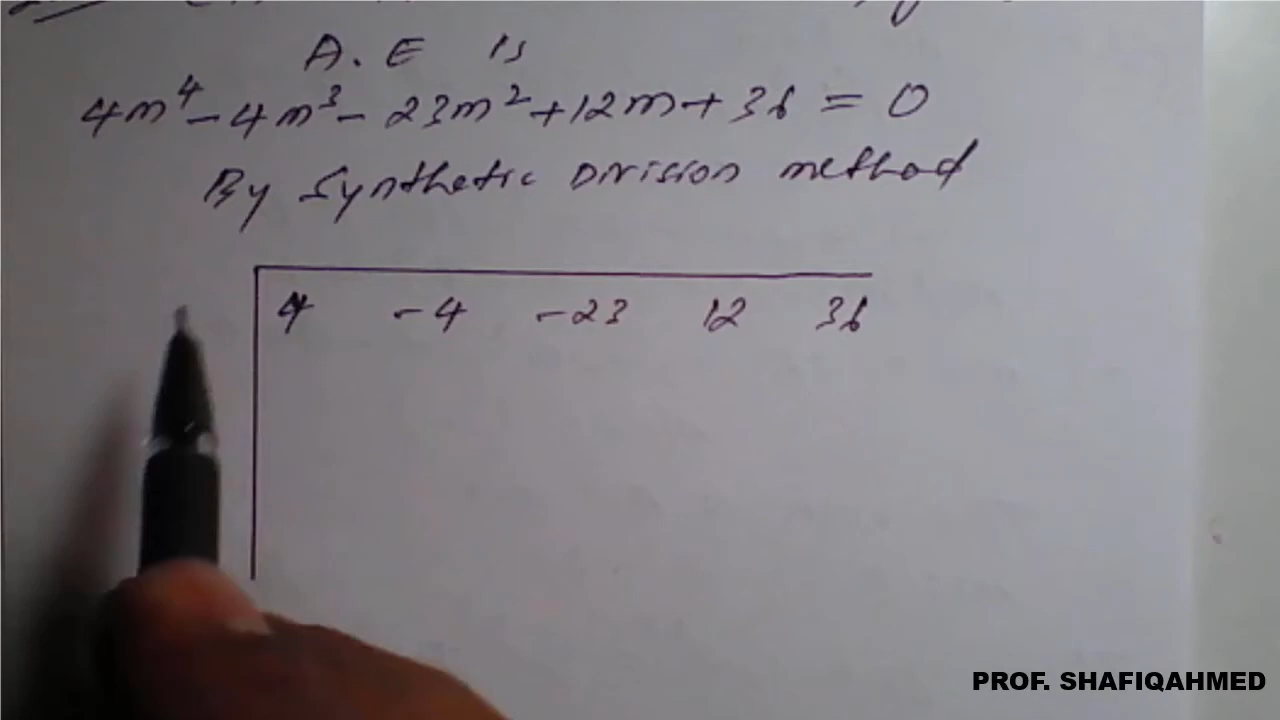 A.E is
4m⁴-4m³-23m²+12m+36=0
By Synthetic Division method
4 -4 -23 12 36
PROF. SHAFIQAHMED